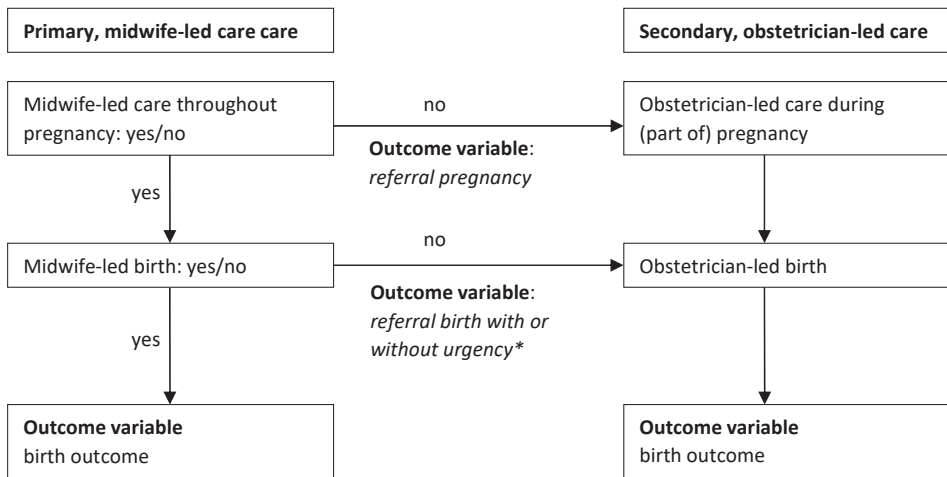 Primary, midwife-led care care
Secondary, obstetrician-led care
Midwife-led care throughout
pregnancy: yes/no
no
Outcome variable:
referral pregnancy
Obstetrician-led care during
(part of) pregnancy
yes
Midwife-led birth: yes/no
no
Outcome variable:
referral birth with or
without urgency*
Obstetrician-led birth
yes
Outcome variable
birth outcome
Outcome variable
birth outcome